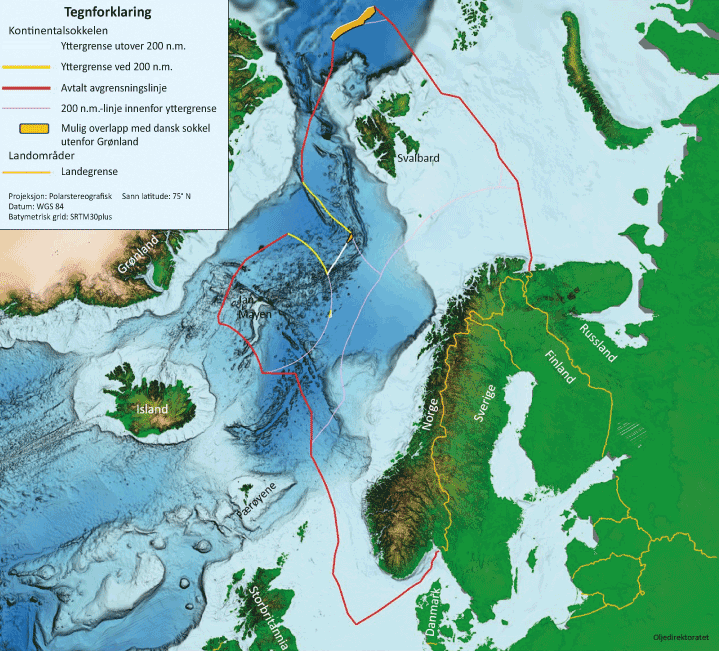 Tegnforklaring
Kontinentalsokkelen
Yttergrense utover 200 n.m.
Yttergrense ved 200 n.m.
Avtalt avgrensningslinje
200 n.m.-linje innenfor yttergrense
Mulig overlapp med dansk sokkel
utenfor Grønland
Landområder
Landegrense
Projeksjon: Polarstereografisk Sann latitude: 75° N
Datum: WGS 84
Batymetrisk grid: SRTM30plus
Svalbard
Grønland
Jan
Mayen
Island
Færøyene
Storbritannia
Norge
Sverige
Finland
Russland
Danmark
Oljedirektoratet